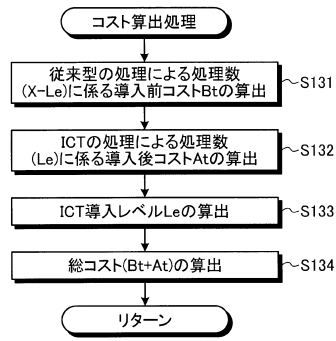 コスト算出処理
従来型の処理による処理数
(X−Le)に係る導入前コストBtの算出
S131
ICTの処理による処理数
(Le)に係る導入後コストAtの算出
S132
ICT導入レベルLeの算出
S133
総コスト(Bt+At)の算出
S134
リターン